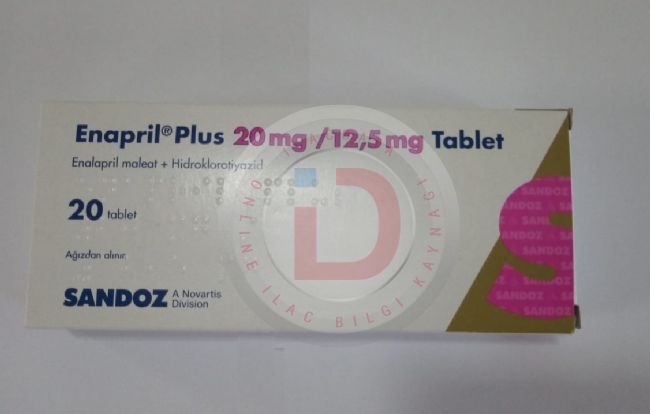 Enapril® Plus 20 mg /12,5 mg Tablet
Enalapril maleat + Hidroklorotiyazid
20 tablet
Ağızdan alınır.
SANDOZ A Novartis
Division
SANDOZ
SANDOZ
SANDOZ
SANDOZ
SANDOZ
ONLINE İLAÇ BİLGİ KAYNAĞI